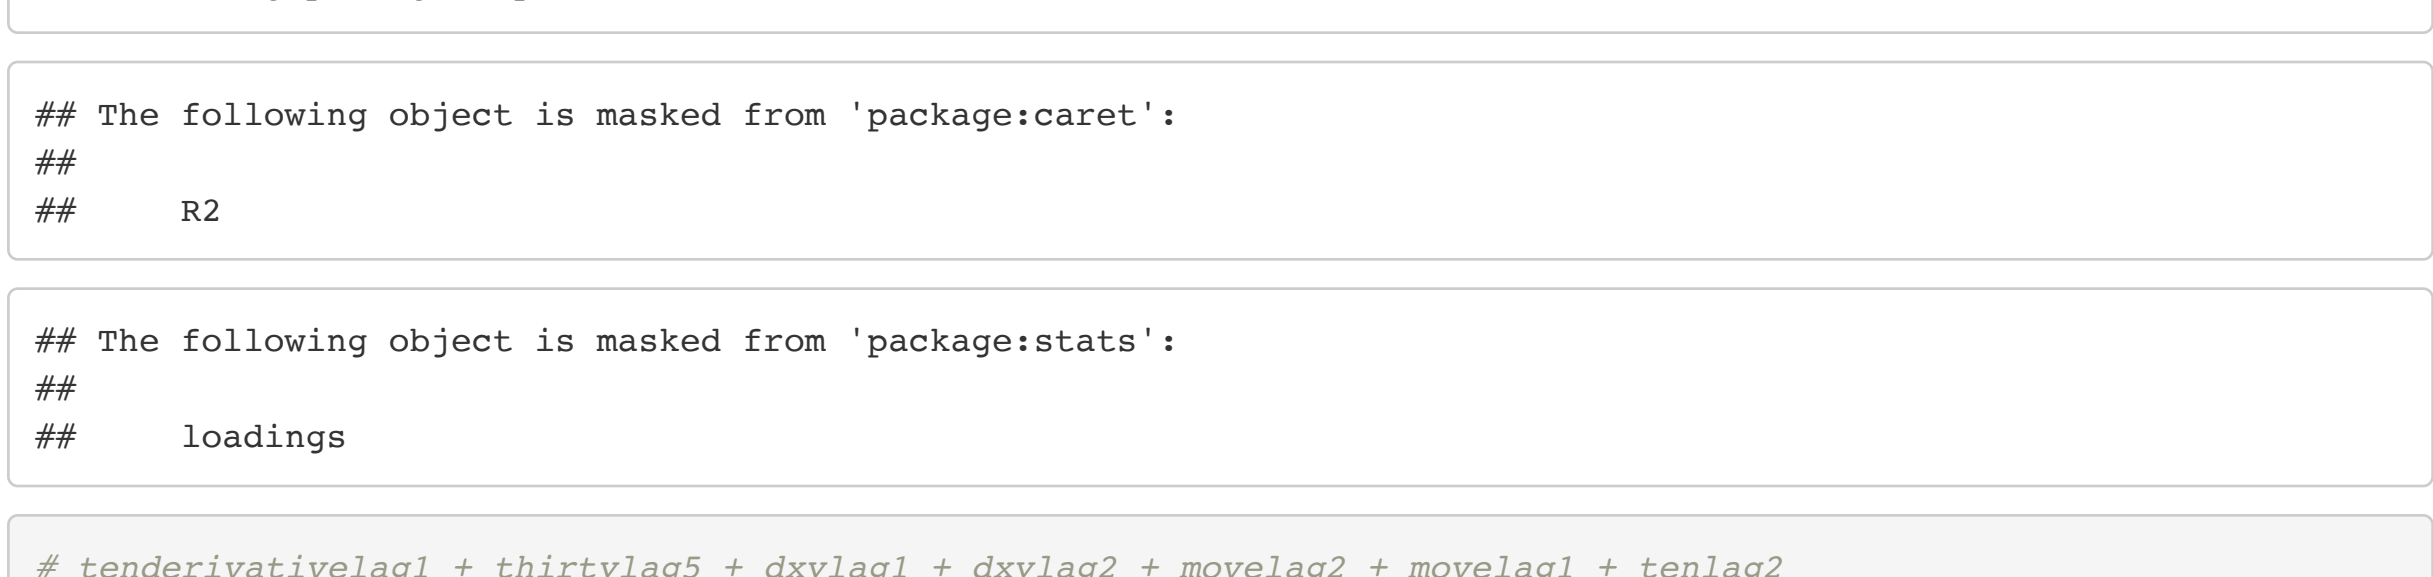 ## The following object is masked from 'package:caret':
##
##     R2
## The following object is masked from 'package:stats':
##
##     loadings
# tenderivativelag1 + thirtylag5 + dxylag1 + dxylag2 + movelag2 + movelag1 + tenlag2